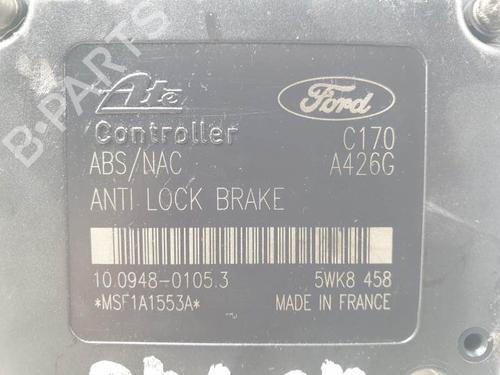 B-PARTS
Ate
Ford
Controller
C170
ABS/NAC
A426G
ANTI LOCK BRAKE
10.0948-0105.3
5WK8 458
*MSF1A1553A*
MADE IN FRANCE